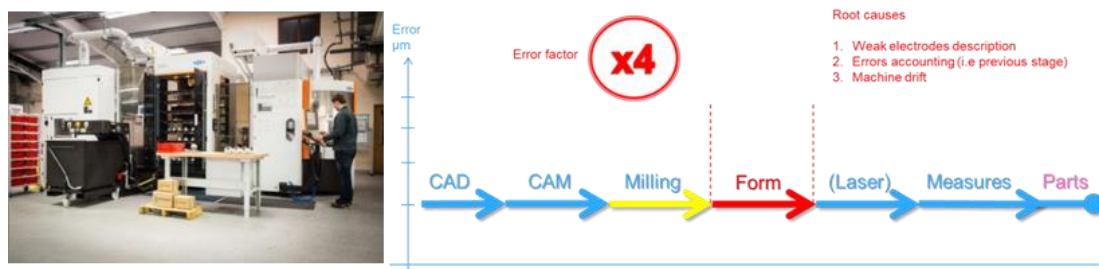 Error
µm
Error factor
x4
Root causes
1. Weak electrodes description
2. Errors accounting (i.e previous stage)
3. Machine drift
CAD
CAM
Milling
Form
(Laser)
Measures
Parts